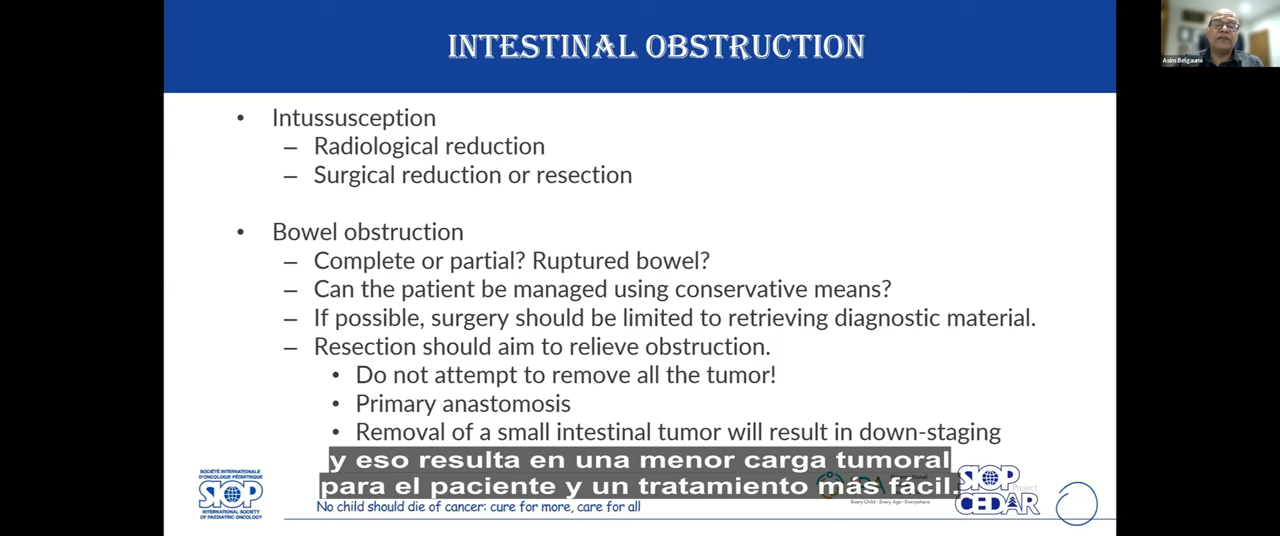 INTESTINAL OBSTRUCTION
Asim Belgaumi
• Intussusception
– Radiological reduction
– Surgical reduction or resection
• Bowel obstruction
– Complete or partial? Ruptured bowel?
– Can the patient be managed using conservative means?
– If possible, surgery should be limited to retrieving diagnostic material.
– Resection should aim to relieve obstruction.
• Do not attempt to remove all the tumor!
• Primary anastomosis
• Removal of a small intestinal tumor will result in down-staging
y eso resulta en una menor carga tumoral
para el paciente y un tratamiento más fácil.
SOCIÉTÉ INTERNATIONALE
D'ONCOLOGIE PÉDIATRIQUE
SIOP
INTERNATIONAL SOCIETY
OF PAEDIATRIC ONCOLOGY
No child should die of cancer: cure for more, care for all
Every Child · Every Age · Everywhere
SIOP
Project
CEDAR